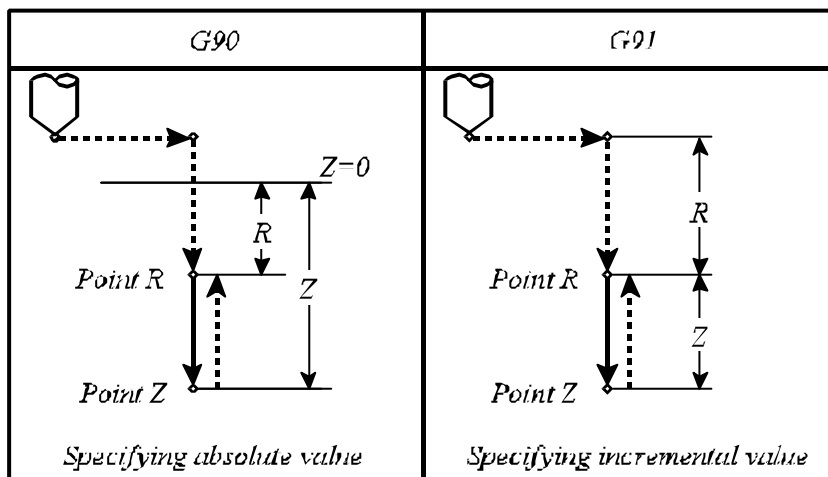 G90
G91
Z=0
R
Z
Point R
Point Z
Specifying absolute value
R
Point R
Z
Point Z
Specifying incremental value